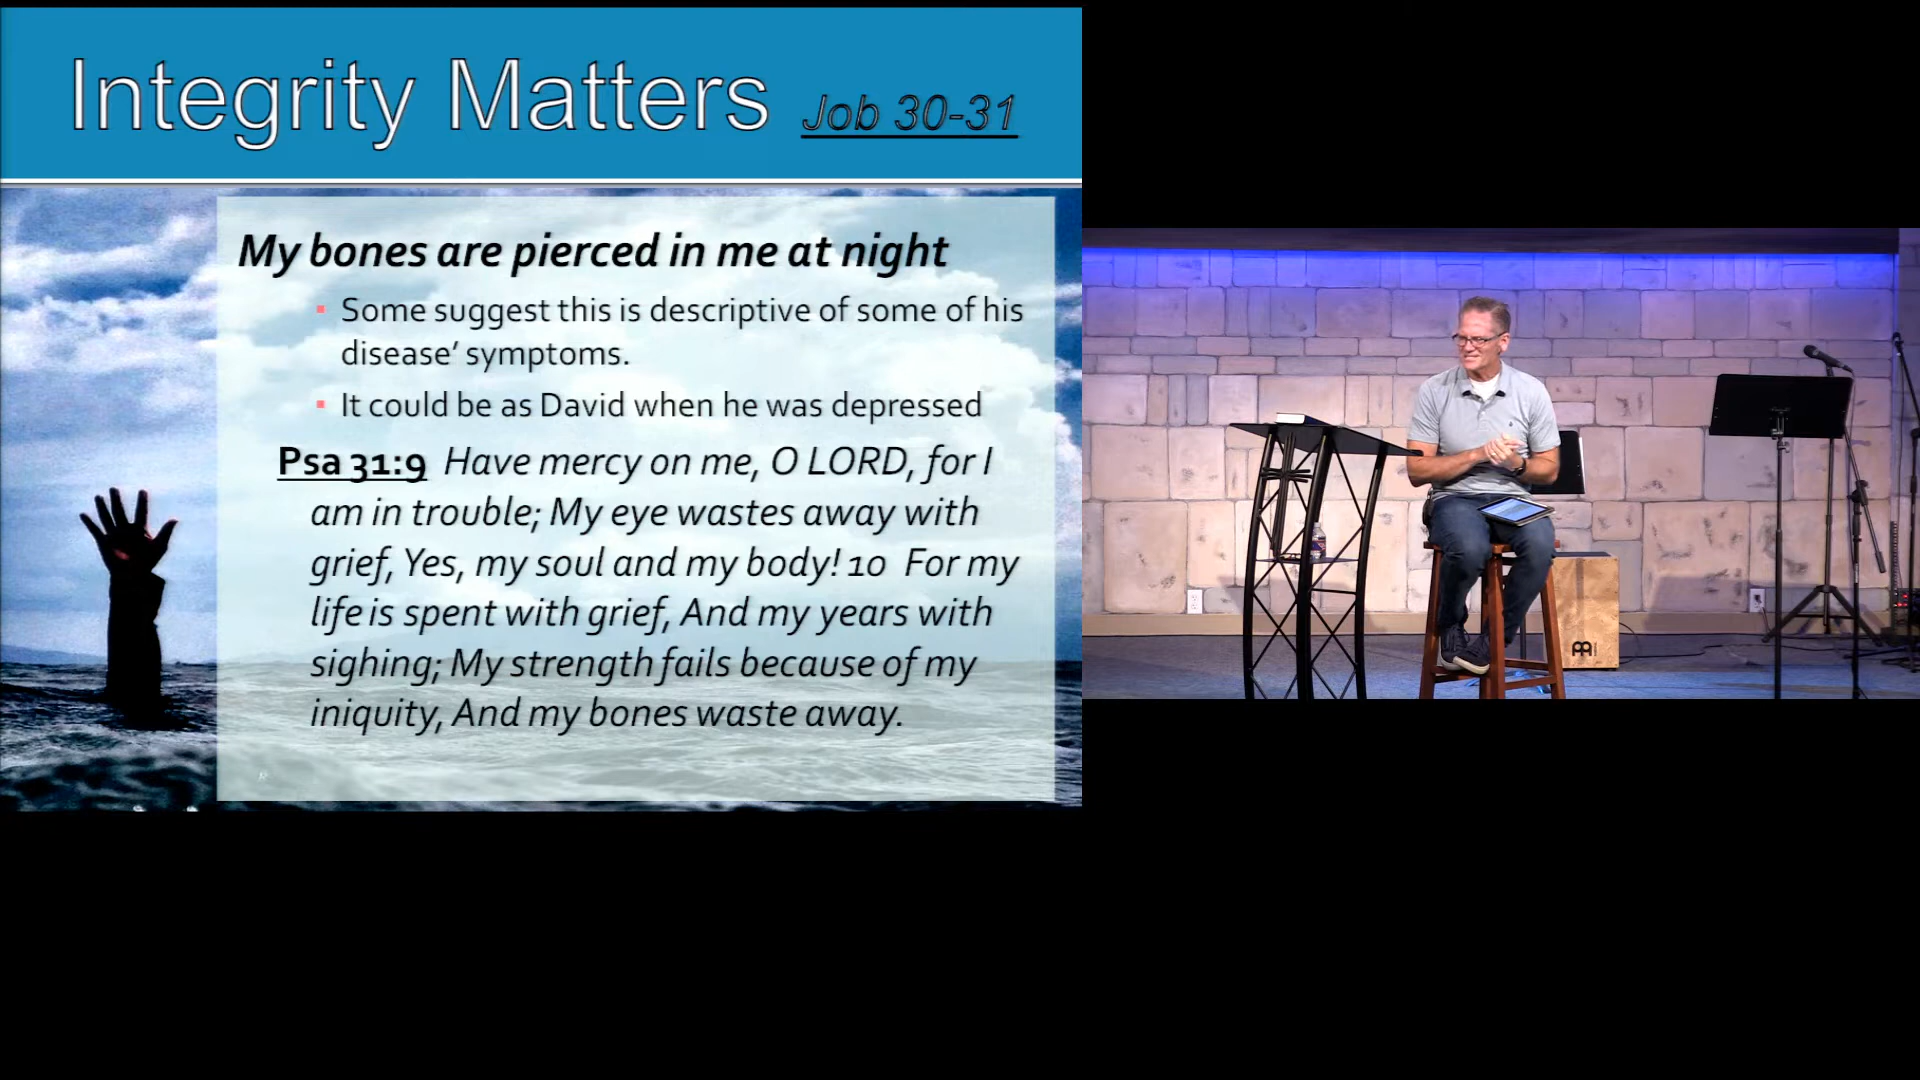 Integrity Matters Job 30-31
My bones are pierced in me at night
▪ Some suggest this is descriptive of some of his
disease' symptoms.
▪ It could be as David when he was depressed
Psa 31:9 Have mercy on me, O LORD, for I
am in trouble; My eye wastes away with
grief, Yes, my soul and my body! 10 For my
life is spent with grief, And my years with
sighing; My strength fails because of my
iniquity, And my bones waste away.